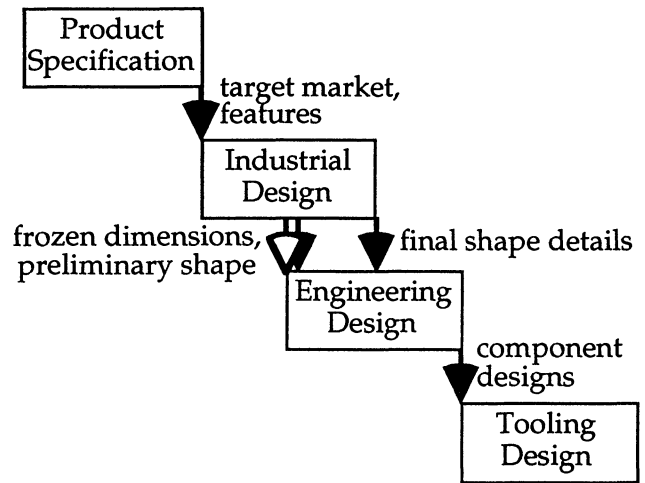 Product
Specification
target market,
features
Industrial
Design
frozen dimensions,
preliminary shape
final shape details
Engineering
Design
component
designs
Tooling
Design